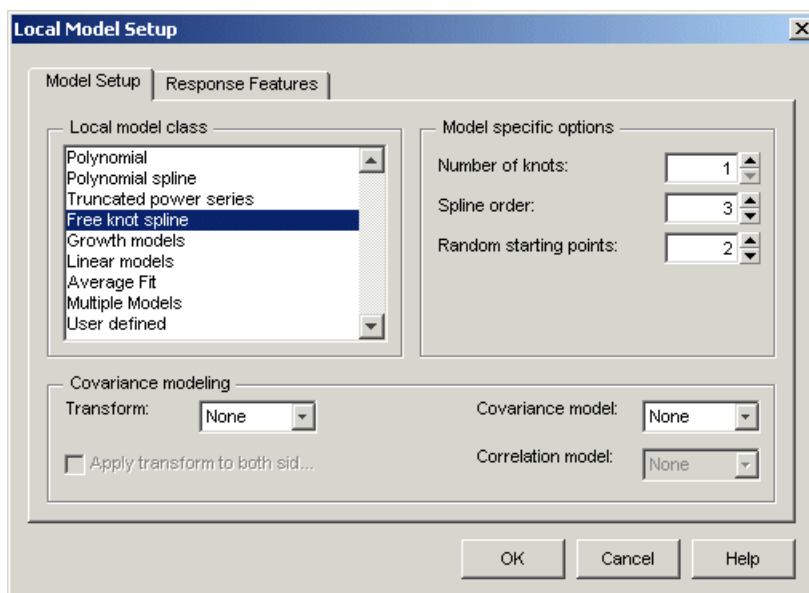 Local Model Setup
Model Setup
Response Features
Local model class
Polynomial
Polynomial spline
Truncated power series
Free knot spline
Growth models
Linear models
Average Fit
Multiple Models
User defined
Model specific options
Number of knots: 1
Spline order: 3
Random starting points: 2
Covariance modeling
Transform: None
Apply transform to both sid...
Covariance model: None
Correlation model: None
OK Cancel Help